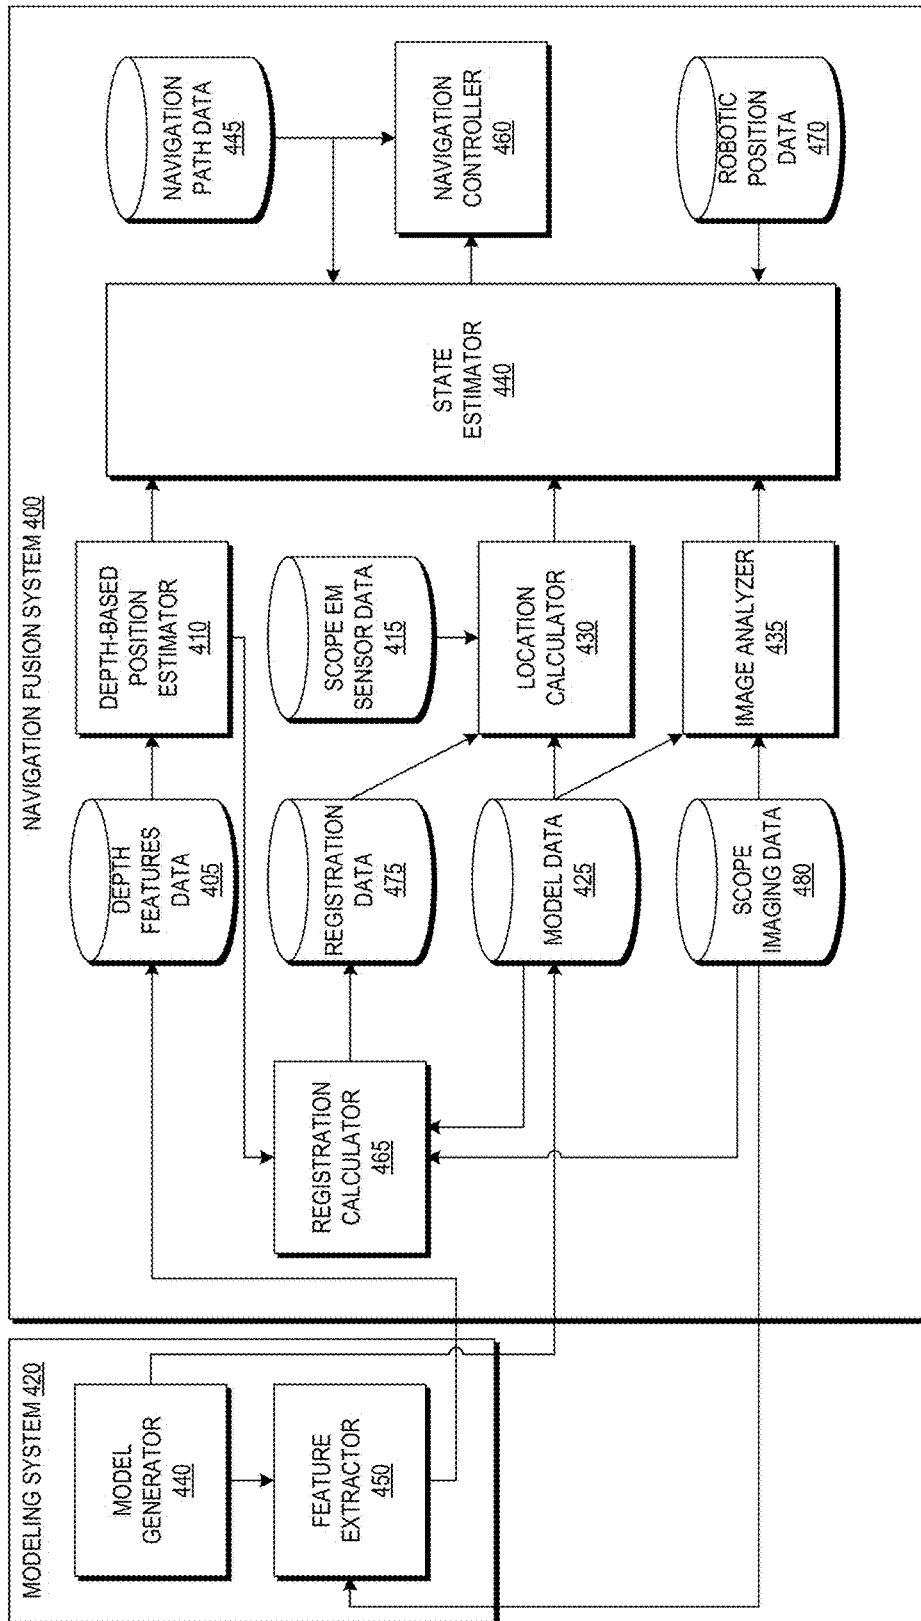 MODELING SYSTEM 420
MODEL
GENERATOR
440
FEATURE
EXTRACTOR
450
NAVIGATION FUSION SYSTEM 400
DEPTH
FEATURES
DATA
405
DEPTH-BASED
POSITION
ESTIMATOR
410
NAVIGATION
PATH DATA
445
REGISTRATION
CALCULATOR
465
REGISTRATION
DATA
475
SCOPE EM
SENSOR DATA
415
STATE
ESTIMATOR
440
NAVIGATION
CONTROLLER
460
MODEL DATA
425
LOCATION
CALCULATOR
430
SCOPE
IMAGING DATA
480
IMAGE ANALYZER
435
ROBOTIC
POSITION
DATA
470